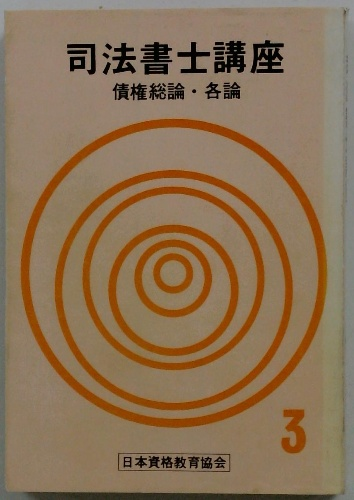 司法書士講座
債権総論・各論
3
日本資格教育協会